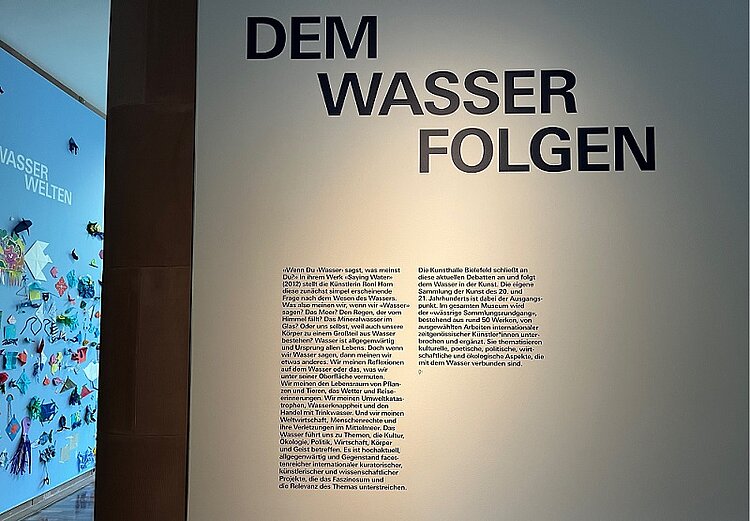 DEM
WASSER
FOLGEN
WASSER
WELTEN
»Wenn Du ›Wasser‹ sagst, was meinst
Du?« In ihrem Werk »Saying Water«
(2012) stellt die Künstlerin Roni Horn
diese zunächst simpel erscheinende
Frage nach dem Wesen des Wassers.
Was also meinen wir, wenn wir »Wasser«
sagen? Das Meer? Den Regen, der vom
Himmel fällt? Das Mineralwasser im
Glas? Oder uns selbst, weil auch unsere
Körper zu einem Großteil aus Wasser
bestehen? Wasser ist allgegenwärtig
und Ursprung allen Lebens. Doch wenn
wir Wasser sagen, dann meinen wir
etwas anderes. Wir meinen Reflexionen
auf dem Wasser oder das, was wir
unter seiner Oberfläche vermuten.
Wir meinen den Lebensraum von Pflan-
zen und Tieren, das Wetter und Reise-
erinnerungen. Wir meinen Umweltkatas-
trophen, Wasserknappheit und den
Handel mit Trinkwasser. Und wir meinen
Weltwirtschaft, Menschenrechte und
ihre Verletzungen im Mittelmeer. Das
Wasser führt uns zu Themen, die Kultur,
Ökologie, Politik, Wirtschaft, Körper
und Geist betreffen. Es ist hochaktuell,
allgegenwärtig und Gegenstand facet-
tenreicher internationaler kuratorischer,
künstlerischer und wissenschaftlicher
Projekte, die das Faszinosum und
die Relevanz des Themas unterstreichen.
Die Kunsthalle Bielefeld schließt an
diese aktuellen Debatten an und folgt
dem Wasser in der Kunst. Die eigene
Sammlung der Kunst des 20. und
21. Jahrhunderts ist dabei der Ausgangs-
punkt. Im gesamten Museum wird
der »wässrige Sammlungsrundgang«,
bestehend aus rund 50 Werken, von
ausgewählten Arbeiten internationaler
zeitgenössischer Künstler*innen unter-
brochen und ergänzt. Sie thematisieren
kulturelle, poetische, politische, wirt-
schaftliche und ökologische Aspekte, die
mit dem Wasser verbunden sind.